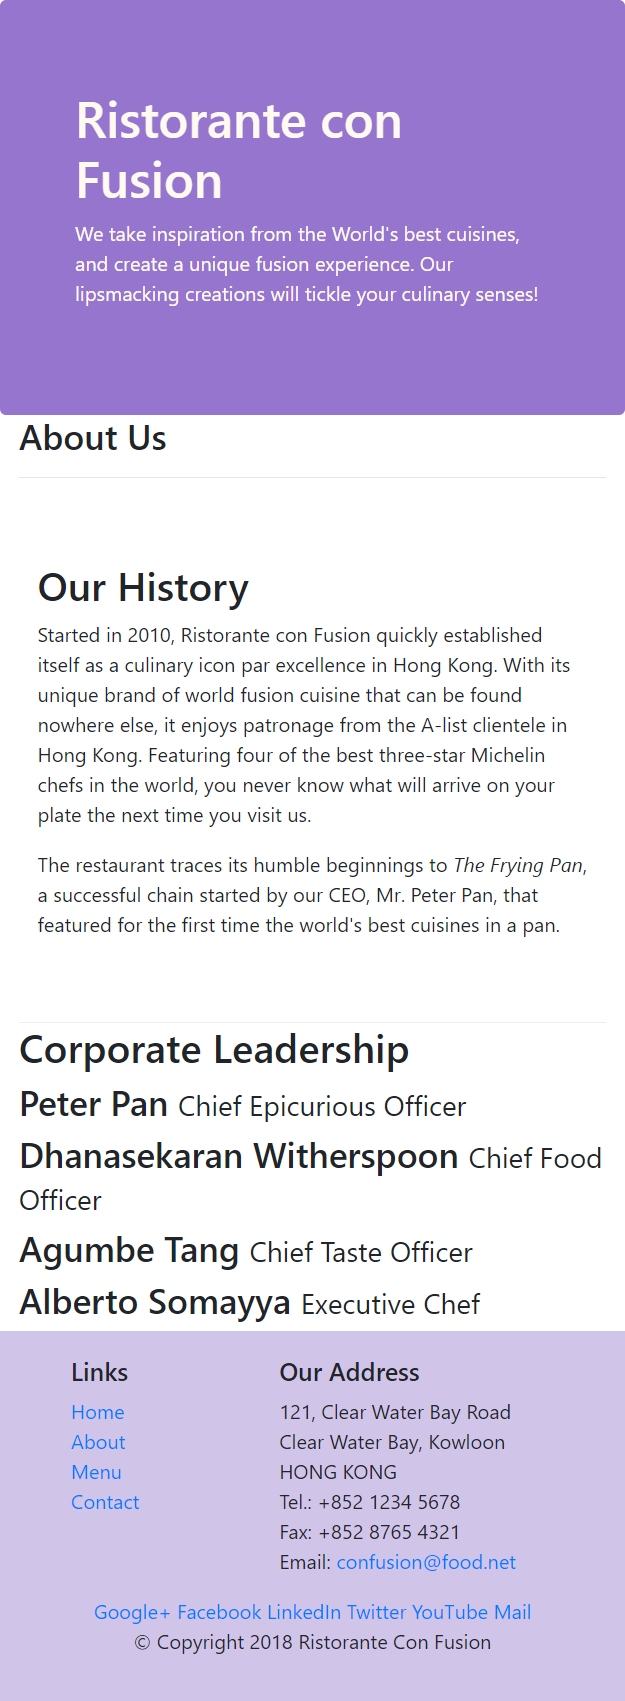 Ristorante con
Fusion
We take inspiration from the World's best cuisines,
and create a unique fusion experience. Our
lipsmacking creations will tickle your culinary senses!
About Us
Our History
Started in 2010, Ristorante con Fusion quickly established
itself as a culinary icon par excellence in Hong Kong. With its
unique brand of world fusion cuisine that can be found
nowhere else, it enjoys patronage from the A-list clientele in
Hong Kong. Featuring four of the best three-star Michelin
chefs in the world, you never know what will arrive on your
plate the next time you visit us.
The restaurant traces its humble beginnings to The Frying Pan,
a successful chain started by our CEO, Mr. Peter Pan, that
featured for the first time the world's best cuisines in a pan.
Corporate Leadership
Peter Pan Chief Epicurious Officer
Dhanasekaran Witherspoon Chief Food
Officer
Agumbe Tang Chief Taste Officer
Alberto Somayya Executive Chef
Links
Home
About
Menu
Contact
Our Address
121, Clear Water Bay Road
Clear Water Bay, Kowloon
HONG KONG
Tel.: +852 1234 5678
Fax: +852 8765 4321
Email: confusion@food.net
Google+ Facebook LinkedIn Twitter YouTube Mail
© Copyright 2018 Ristorante Con Fusion